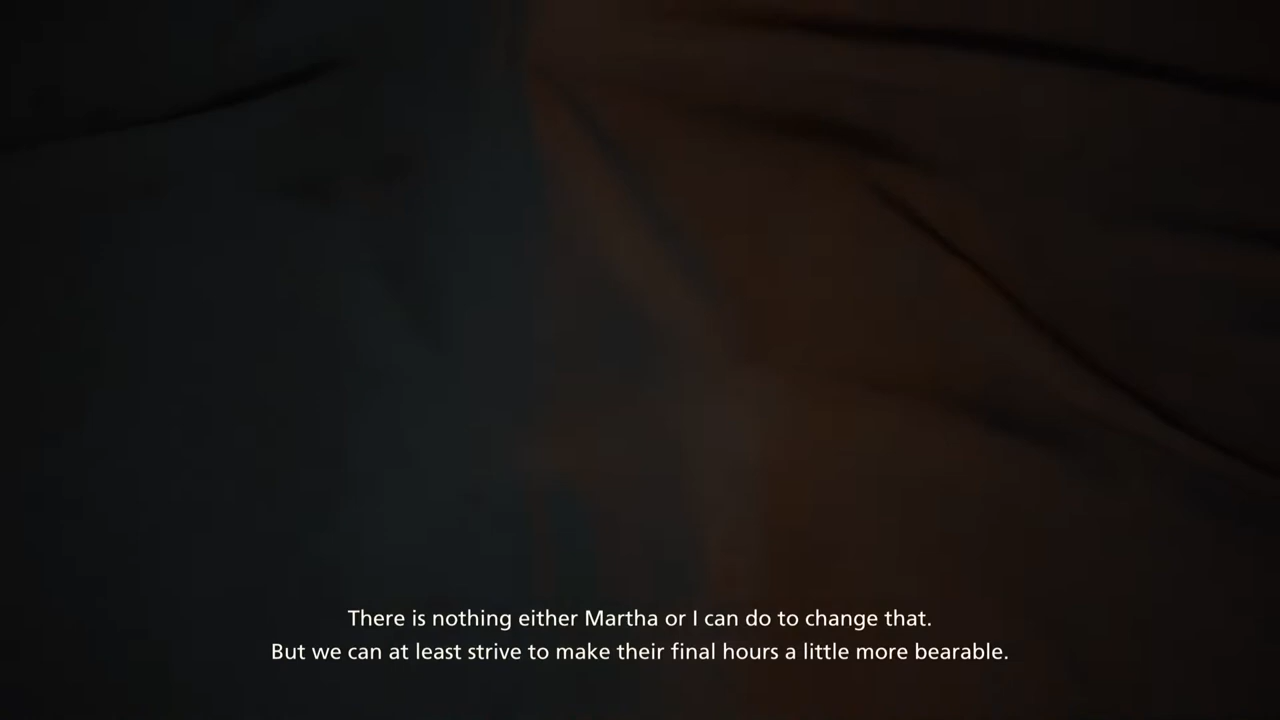 There is nothing either Martha or I can do to change that.
But we can at least strive to make their final hours a little more bearable.